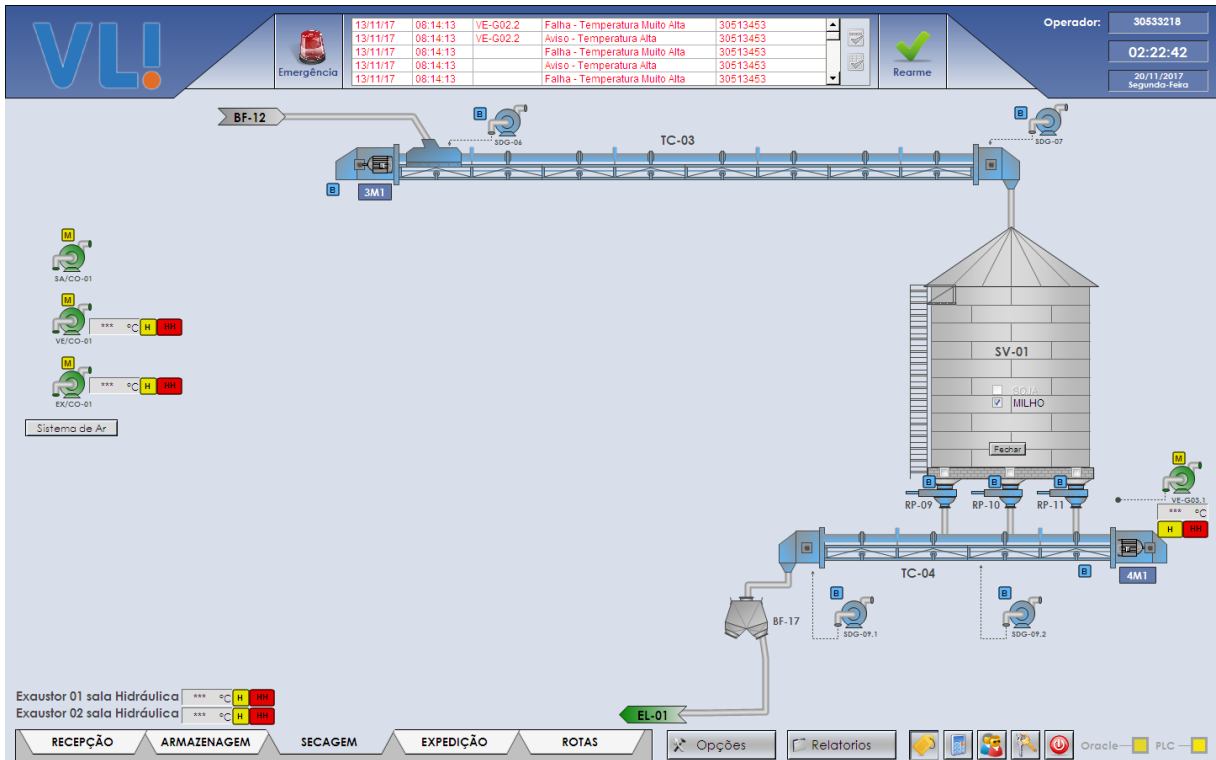 VL!
Emergência
13/11/17 08:14:13 VE-G02.2 Falha - Temperatura Muito Alta 30513453
13/11/17 08:14:13 VE-G02.2 Aviso - Temperatura Alta 30513453
13/11/17 08:14:13 Falha - Temperatura Muito Alta 30513453
13/11/17 08:14:13 Aviso - Temperatura Alta 30513453
13/11/17 08:14:13 Falha - Temperatura Muito Alta 30513453
Rearme
Operador: 30533218
02:22:42
20/11/2017
Segunda-Feira
BF-12
B
SDG-06
TC-03
B
SDG-07
B
3M1
M
SA/CO-01
M
*** ºC H HH
VE/CO-01
M
*** ºC H HH
EX/CO-01
Sistema de Ar
SV-01
SOJA
MILHO
Fechar
B B B
RP-09 RP-10 RP-11
M
VE-G03.1
*** ºC
H HH
TC-04
B
4M1
B
SDG-09.1
B
SDG-09.2
BF-17
Exaustor 01 sala Hidráulica *** ºC H HH
Exaustor 02 sala Hidráulica *** ºC H HH
EL-01
RECEPÇÃO ARMAZENAGEM SECAGEM EXPEDIÇÃO ROTAS
Opções Relatorios Oracle PLC